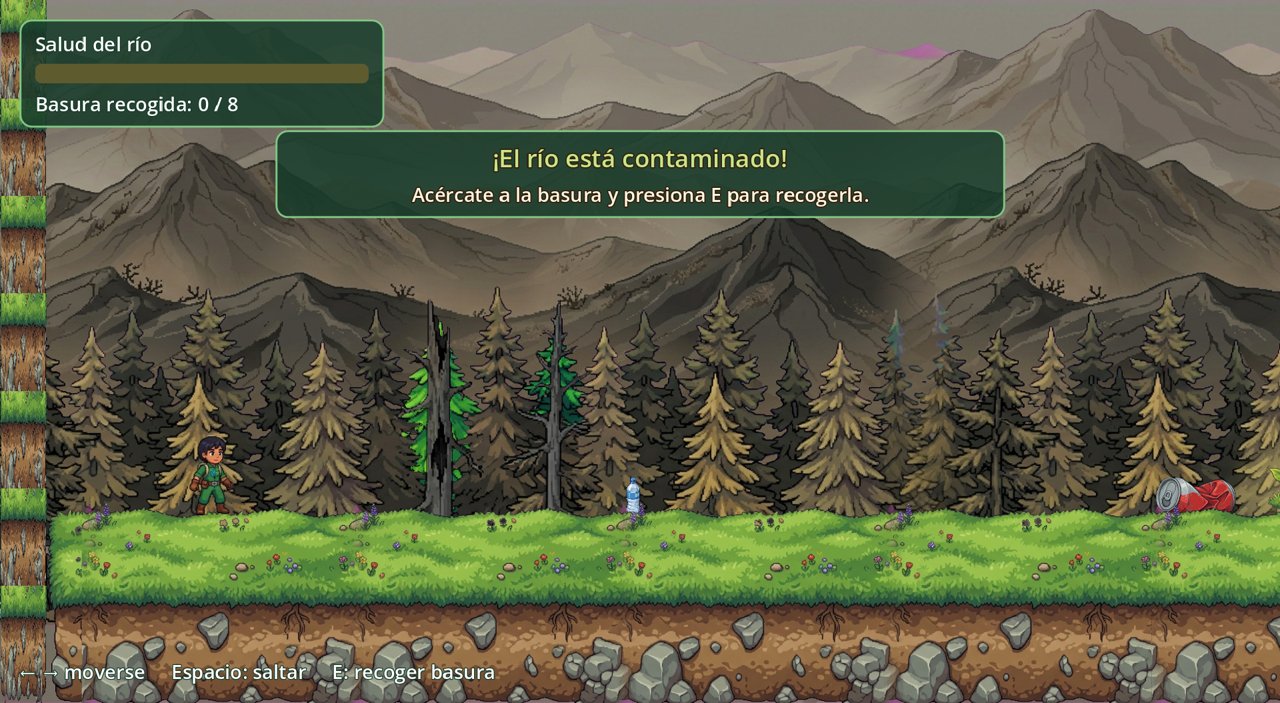 Salud del río
Basura recogida: 0 / 8
¡El río está contaminado!
Acércate a la basura y presiona E para recogerla.
← → moverse Espacio: saltar E: recoger basura